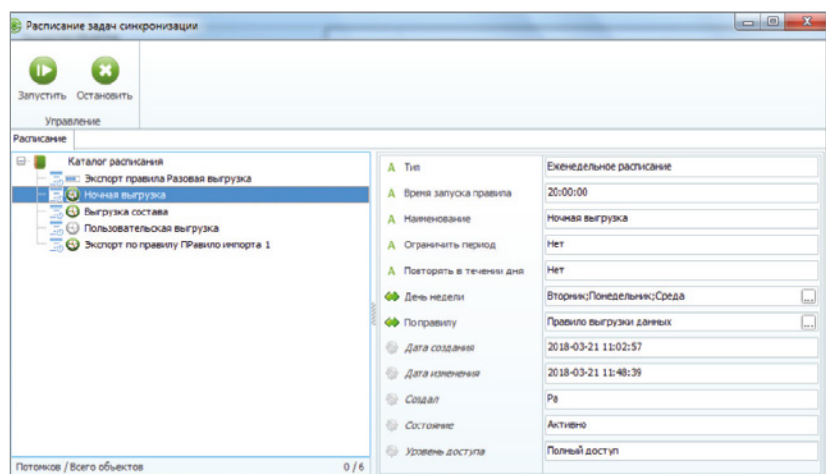 Расписание задач синхронизации
Запустить Остановить
Управление
Расписание
Каталог расписания
Экспорт правила Разовая выгрузка
Ночная выгрузка
Выгрузка состава
Пользовательская выгрузка
Экспорт по правилу ПРавило импорта 1
Потомков / Всего объектов 0 / 6
А Тип Еженедельное расписание
А Время запуска правила 20:00:00
А Наименование Ночная выгрузка
А Ограничить период Нет
А Повторять в течении дня Нет
День недели Вторник;Понедельник;Среда ...
По правилу Правило выгрузки данных ...
Дата создания 2018-03-21 11:02:57
Дата изменения 2018-03-21 11:48:39
Создал Ра
Состояние Активно
Уровень доступа Полный доступ